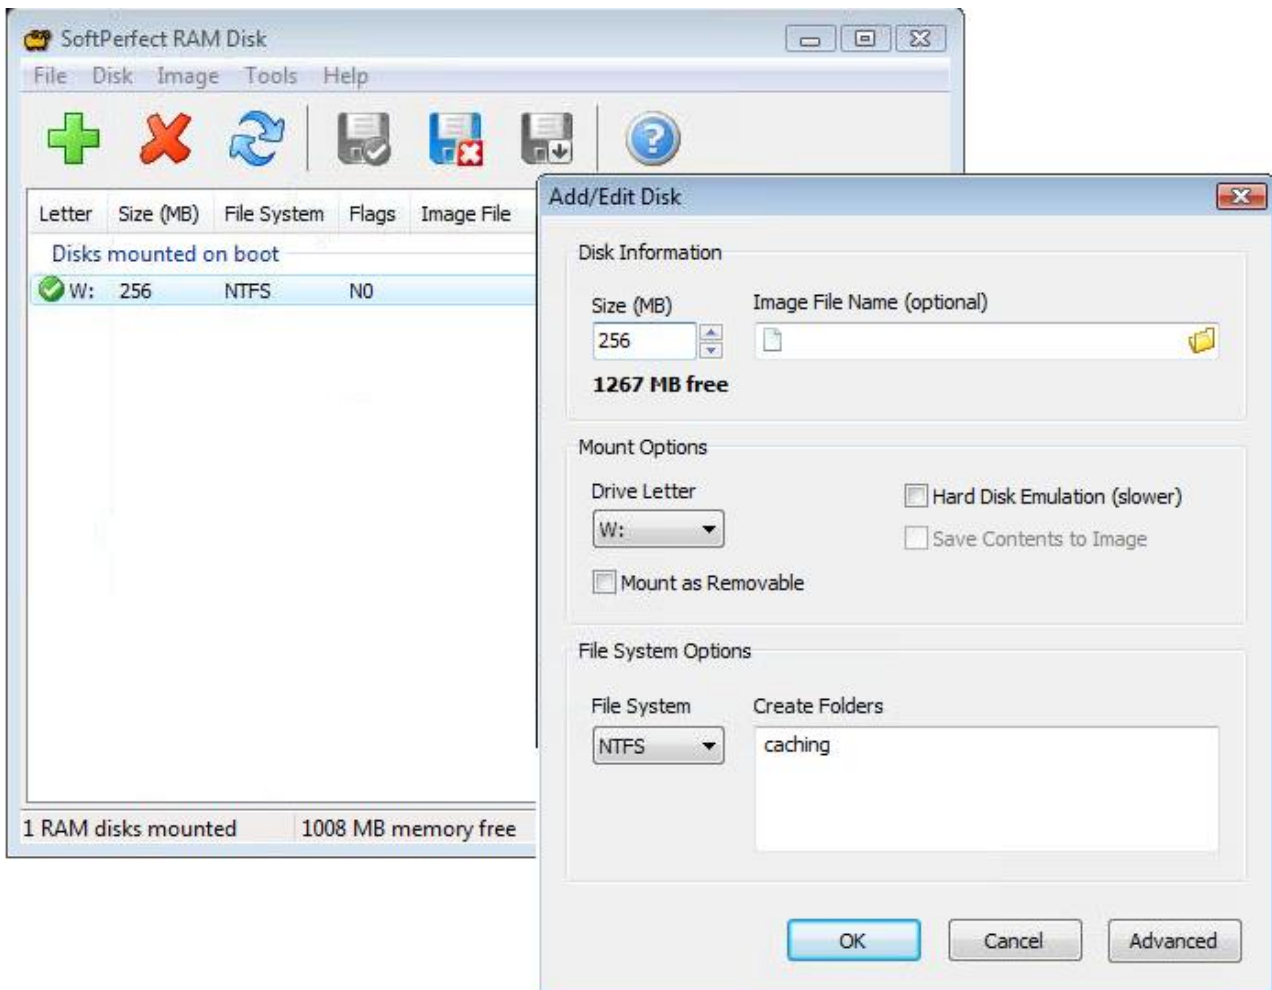 SoftPerfect RAM Disk
File Disk Image Tools Help
Letter Size (MB) File System Flags Image File
Disks mounted on boot
W: 256 NTFS N0
1 RAM disks mounted 1008 MB memory free
Add/Edit Disk
Disk Information
Size (MB) Image File Name (optional)
256
1267 MB free
Mount Options
Drive Letter
Hard Disk Emulation (slower)
W:
Save Contents to Image
Mount as Removable
File System Options
File System Create Folders
NTFS caching
OK Cancel Advanced